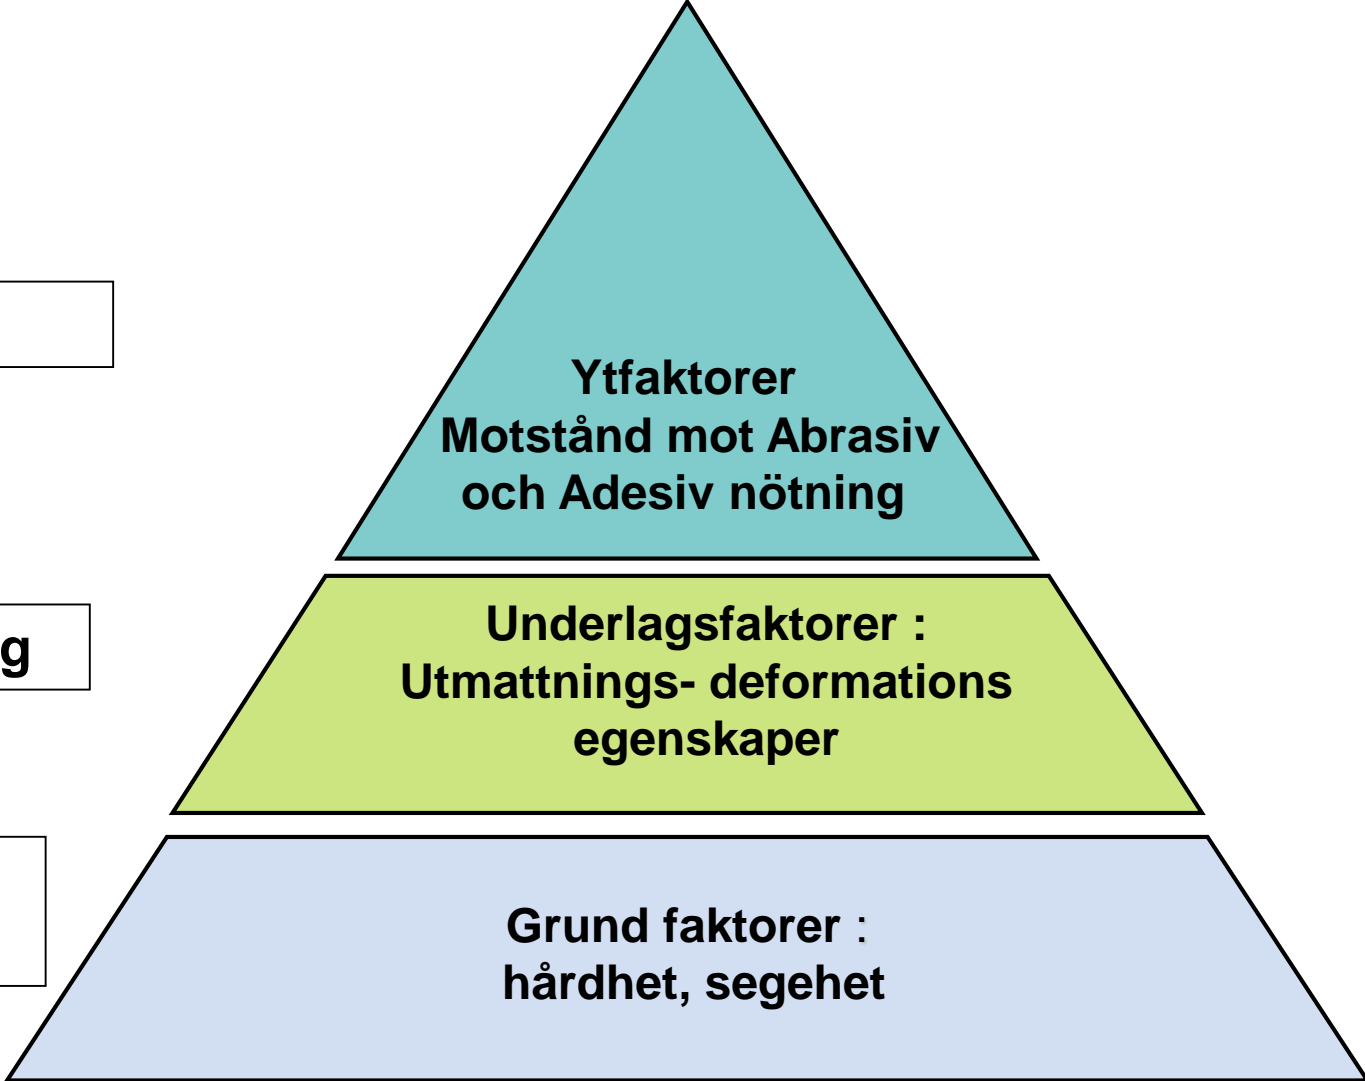 Ytfaktorer
Motstånd mot Abrasiv
och Adesiv nötning
Underlagsfaktorer :
Utmattnings- deformations
egenskaper
g
Grund faktorer :
hårdhet, segehet